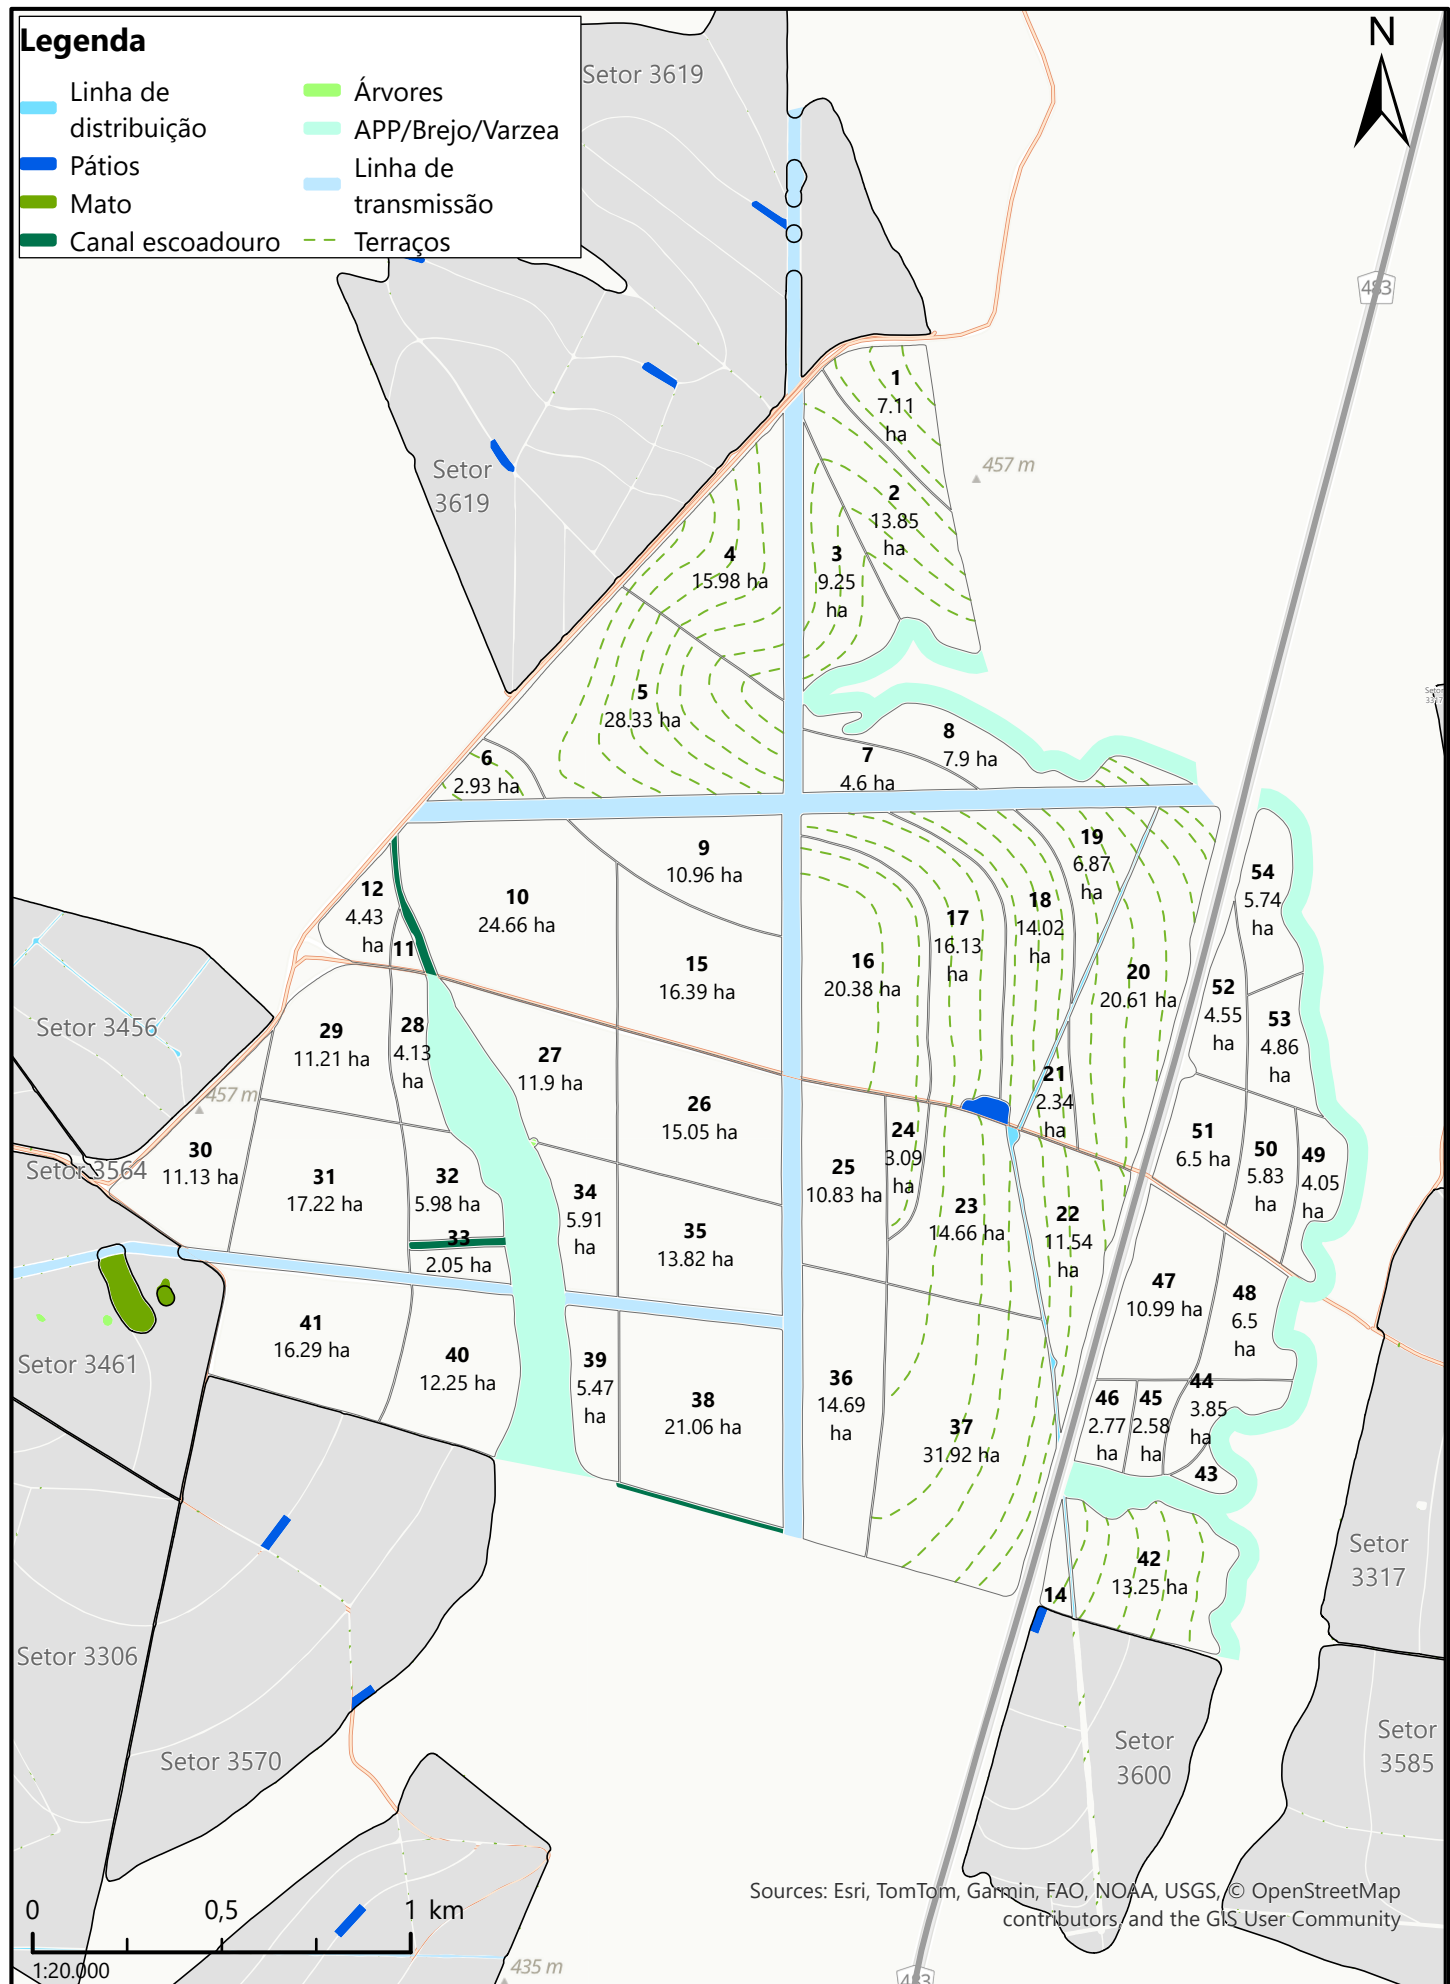 Legenda
Linha de
distribuição
Pátios
Mato
Canal escoadouro
Árvores
APP/Brejo/Varzea
Linha de
transmissão
Terraços
N
Setor 3619
483
1
7.11
ha
457 m
Setor
3619
2
13.85
ha
4
15.98 ha
3
9.25
ha
5
28.33 ha
Setor
3317
8
7.9 ha
6
2.93 ha
7
4.6 ha
9
10.96 ha
19
6.87
ha
54
5.74
ha
12
4.43
ha
10
24.66 ha
18
14.02
ha
17
16.13
ha
11
15
16.39 ha
16
20.38 ha
20
20.61 ha
52
4.55
ha
53
4.86
ha
Setor 3456
29
11.21 ha
28
4.13
ha
27
11.9 ha
21
2.34
ha
457 m
26
15.05 ha
24
3.09
ha
51
6.5 ha
50
5.83
ha
49
4.05
ha
Setor 3564
30
11.13 ha
31
17.22 ha
32
5.98 ha
34
5.91
ha
25
10.83 ha
23
14.66 ha
22
11.54
ha
33
2.05 ha
35
13.82 ha
47
10.99 ha
48
6.5
ha
41
16.29 ha
Setor 3461
40
12.25 ha
39
5.47
ha
38
21.06 ha
36
14.69
ha
37
31.92 ha
46
2.77
ha
45
2.58
ha
44
3.85
ha
43
42
13.25 ha
14
Setor
3317
Setor 3306
Setor 3570
Setor
3600
Setor
3585
Sources: Esri, TomTom, Garmin, FAO, NOAA, USGS, © OpenStreetMap
contributors, and the GIS User Community
0 0,5 1 km
1:20.000
435 m
483